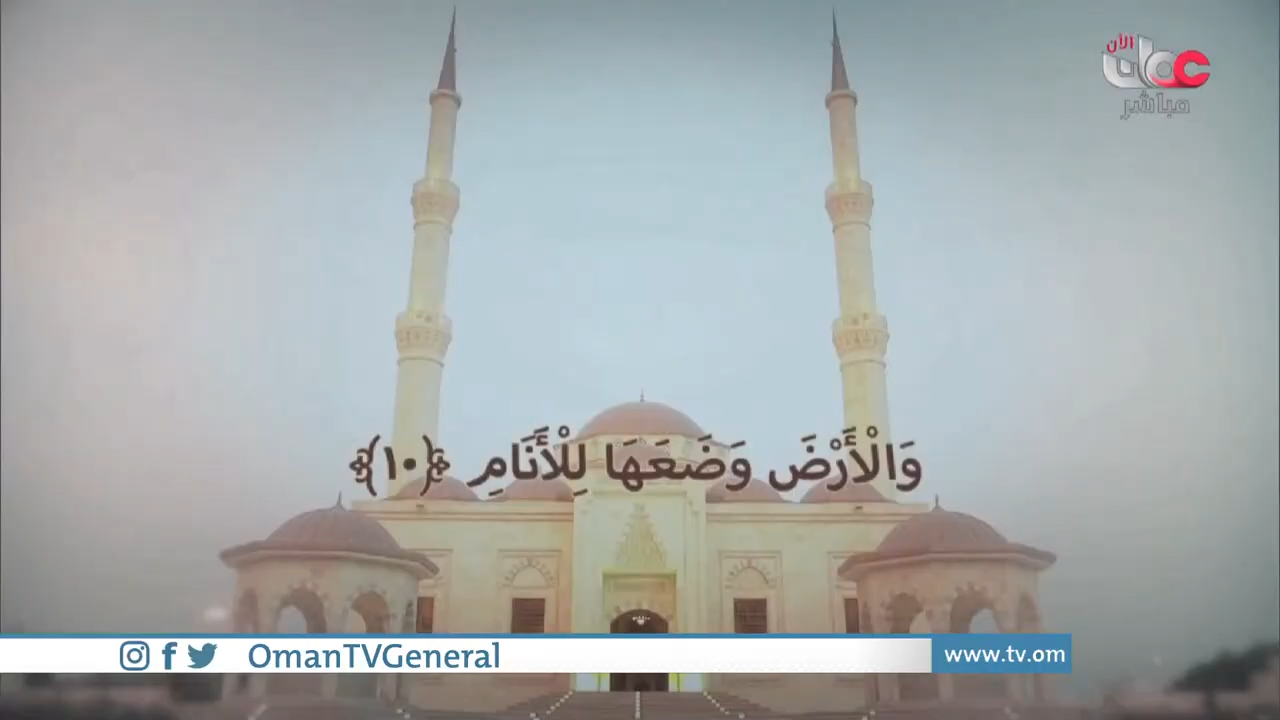 الآن
عمان
مباشر
وَالْأَرْضَ وَضَعَهَا لِلْأَنَامِ ﴿١٠﴾
OmanTVGeneral
www.tv.om